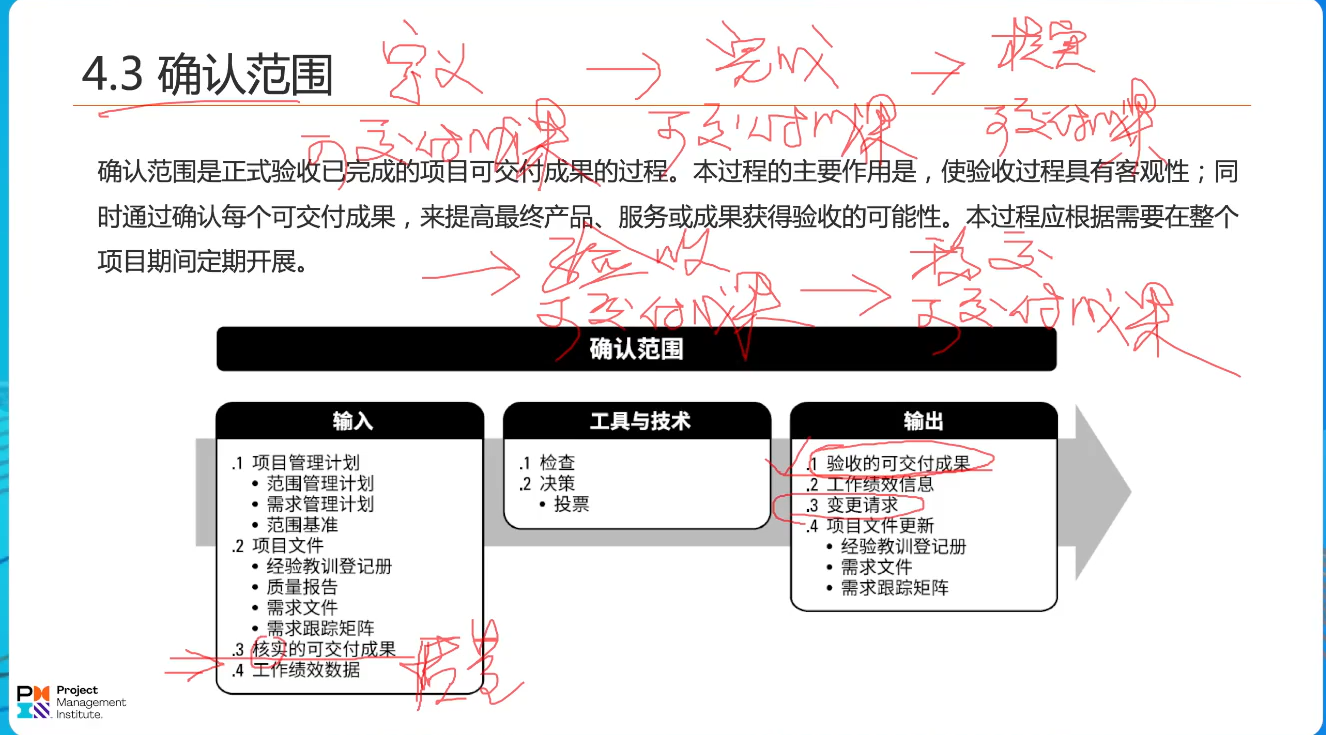 4.3 确认范围
定义 → 完成 → 核实
可交付成果 可交付成果 可交付成果
确认范围是正式验收已完成的项目可交付成果的过程。本过程的主要作用是，使验收过程具有客观性；同
时通过确认每个可交付成果，来提高最终产品、服务或成果获得验收的可能性。本过程应根据需要在整个
项目期间定期开展。
→ 验收 → 移交
可交付成果 可交付成果
确认范围
输入
.1 项目管理计划
• 范围管理计划
• 需求管理计划
• 范围基准
.2 项目文件
• 经验教训登记册
• 质量报告
• 需求文件
• 需求跟踪矩阵
.3 核实的可交付成果
.4 工作绩效数据
质量
工具与技术
.1 检查
.2 决策
• 投票
输出
.1 验收的可交付成果
.2 工作绩效信息
.3 变更请求
.4 项目文件更新
• 经验教训登记册
• 需求文件
• 需求跟踪矩阵
Project
Management
Institute.